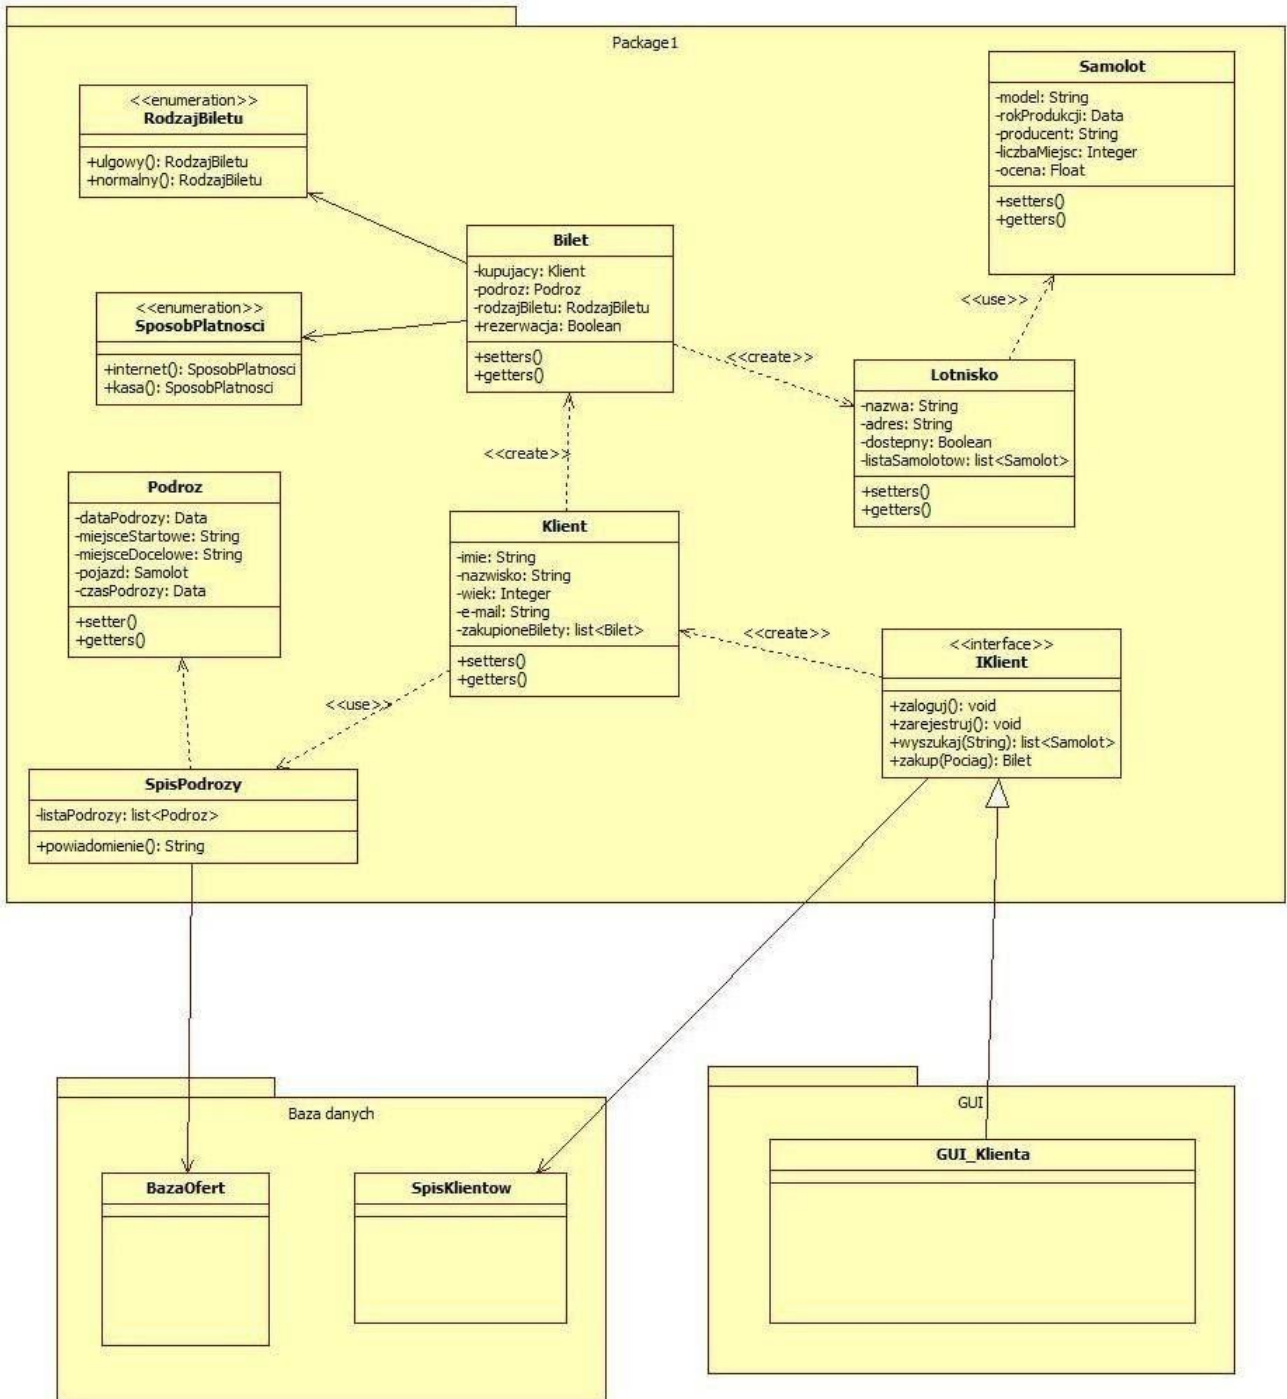 Package1
<<enumeration>>
RodzajBiletu
+ulgowy(): RodzajBiletu
+normalny(): RodzajBiletu
Samolot
-model: String
-rokProdukcji: Data
-producent: String
-liczbaMiejsc: Integer
-ocena: Float
+setters()
+getters()
Bilet
-kupujacy: Klient
-podroz: Podroz
-rodzajBiletu: RodzajBiletu
+rezerwacja: Boolean
+setters()
+getters()
<<enumeration>>
SposobPlatnosci
+internet(): SposobPlatnosci
+kasa(): SposobPlatnosci
<<use>>
<<create>>
Lotnisko
-nazwa: String
-adres: String
-dostepny: Boolean
-listaSamolotow: list<Samolot>
+setters()
+getters()
<<create>>
Podroz
-dataPodrozy: Data
-miejsceStartowe: String
-miejsceDocelowe: String
-pojazd: Samolot
-czasPodrozy: Data
+setter()
+getters()
Klient
-imie: String
-nazwisko: String
-wiek: Integer
-e-mail: String
-zakupioneBilety: list<Bilet>
+setters()
+getters()
<<create>>
<<interface>>
IKlient
+zaloguj(): void
+zarejestruj(): void
+wyszukaj(String): list<Samolot>
+zakup(Pociag): Bilet
<<use>>
SpisPodrozy
-listaPodrozy: list<Podroz>
+powiadomienie(): String
Baza danych
BazaOfert
SpisKlientow
GUI
GUI_Klienta